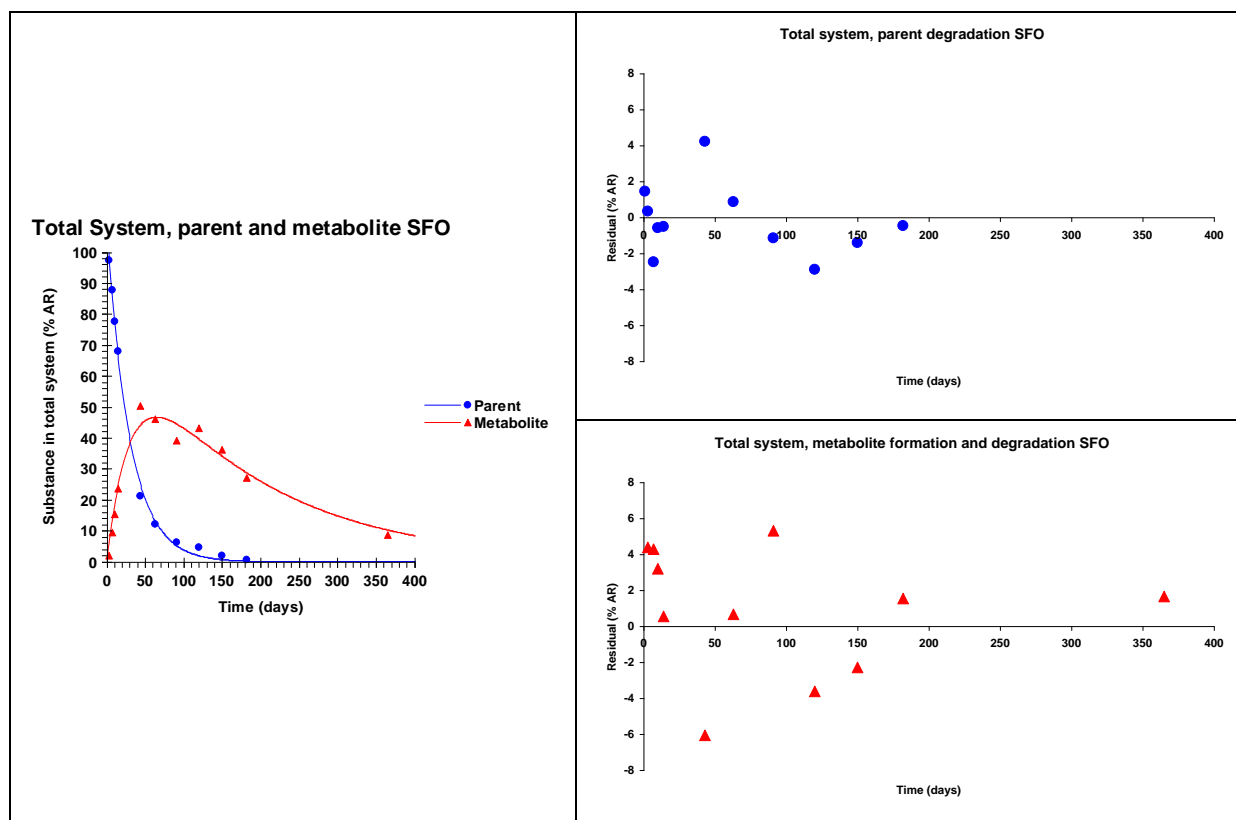 Total System, parent and metabolite SFO
Substance in total system (% AR)
100
90
80
70
60
50
40
30
20
10
0
0 50 100 150 200 250 300 350 400
Time (days)
Parent
Metabolite
Total system, parent degradation SFO
Residual (% AR)
8
6
4
2
0
-2
-4
-6
-8
0 50 100 150 200 250 300 350 400
Time (days)
Total system, metabolite formation and degradation SFO
Residual (% AR)
8
6
4
2
0
-2
-4
-6
-8
0 50 100 150 200 250 300 350 400
Time (days)